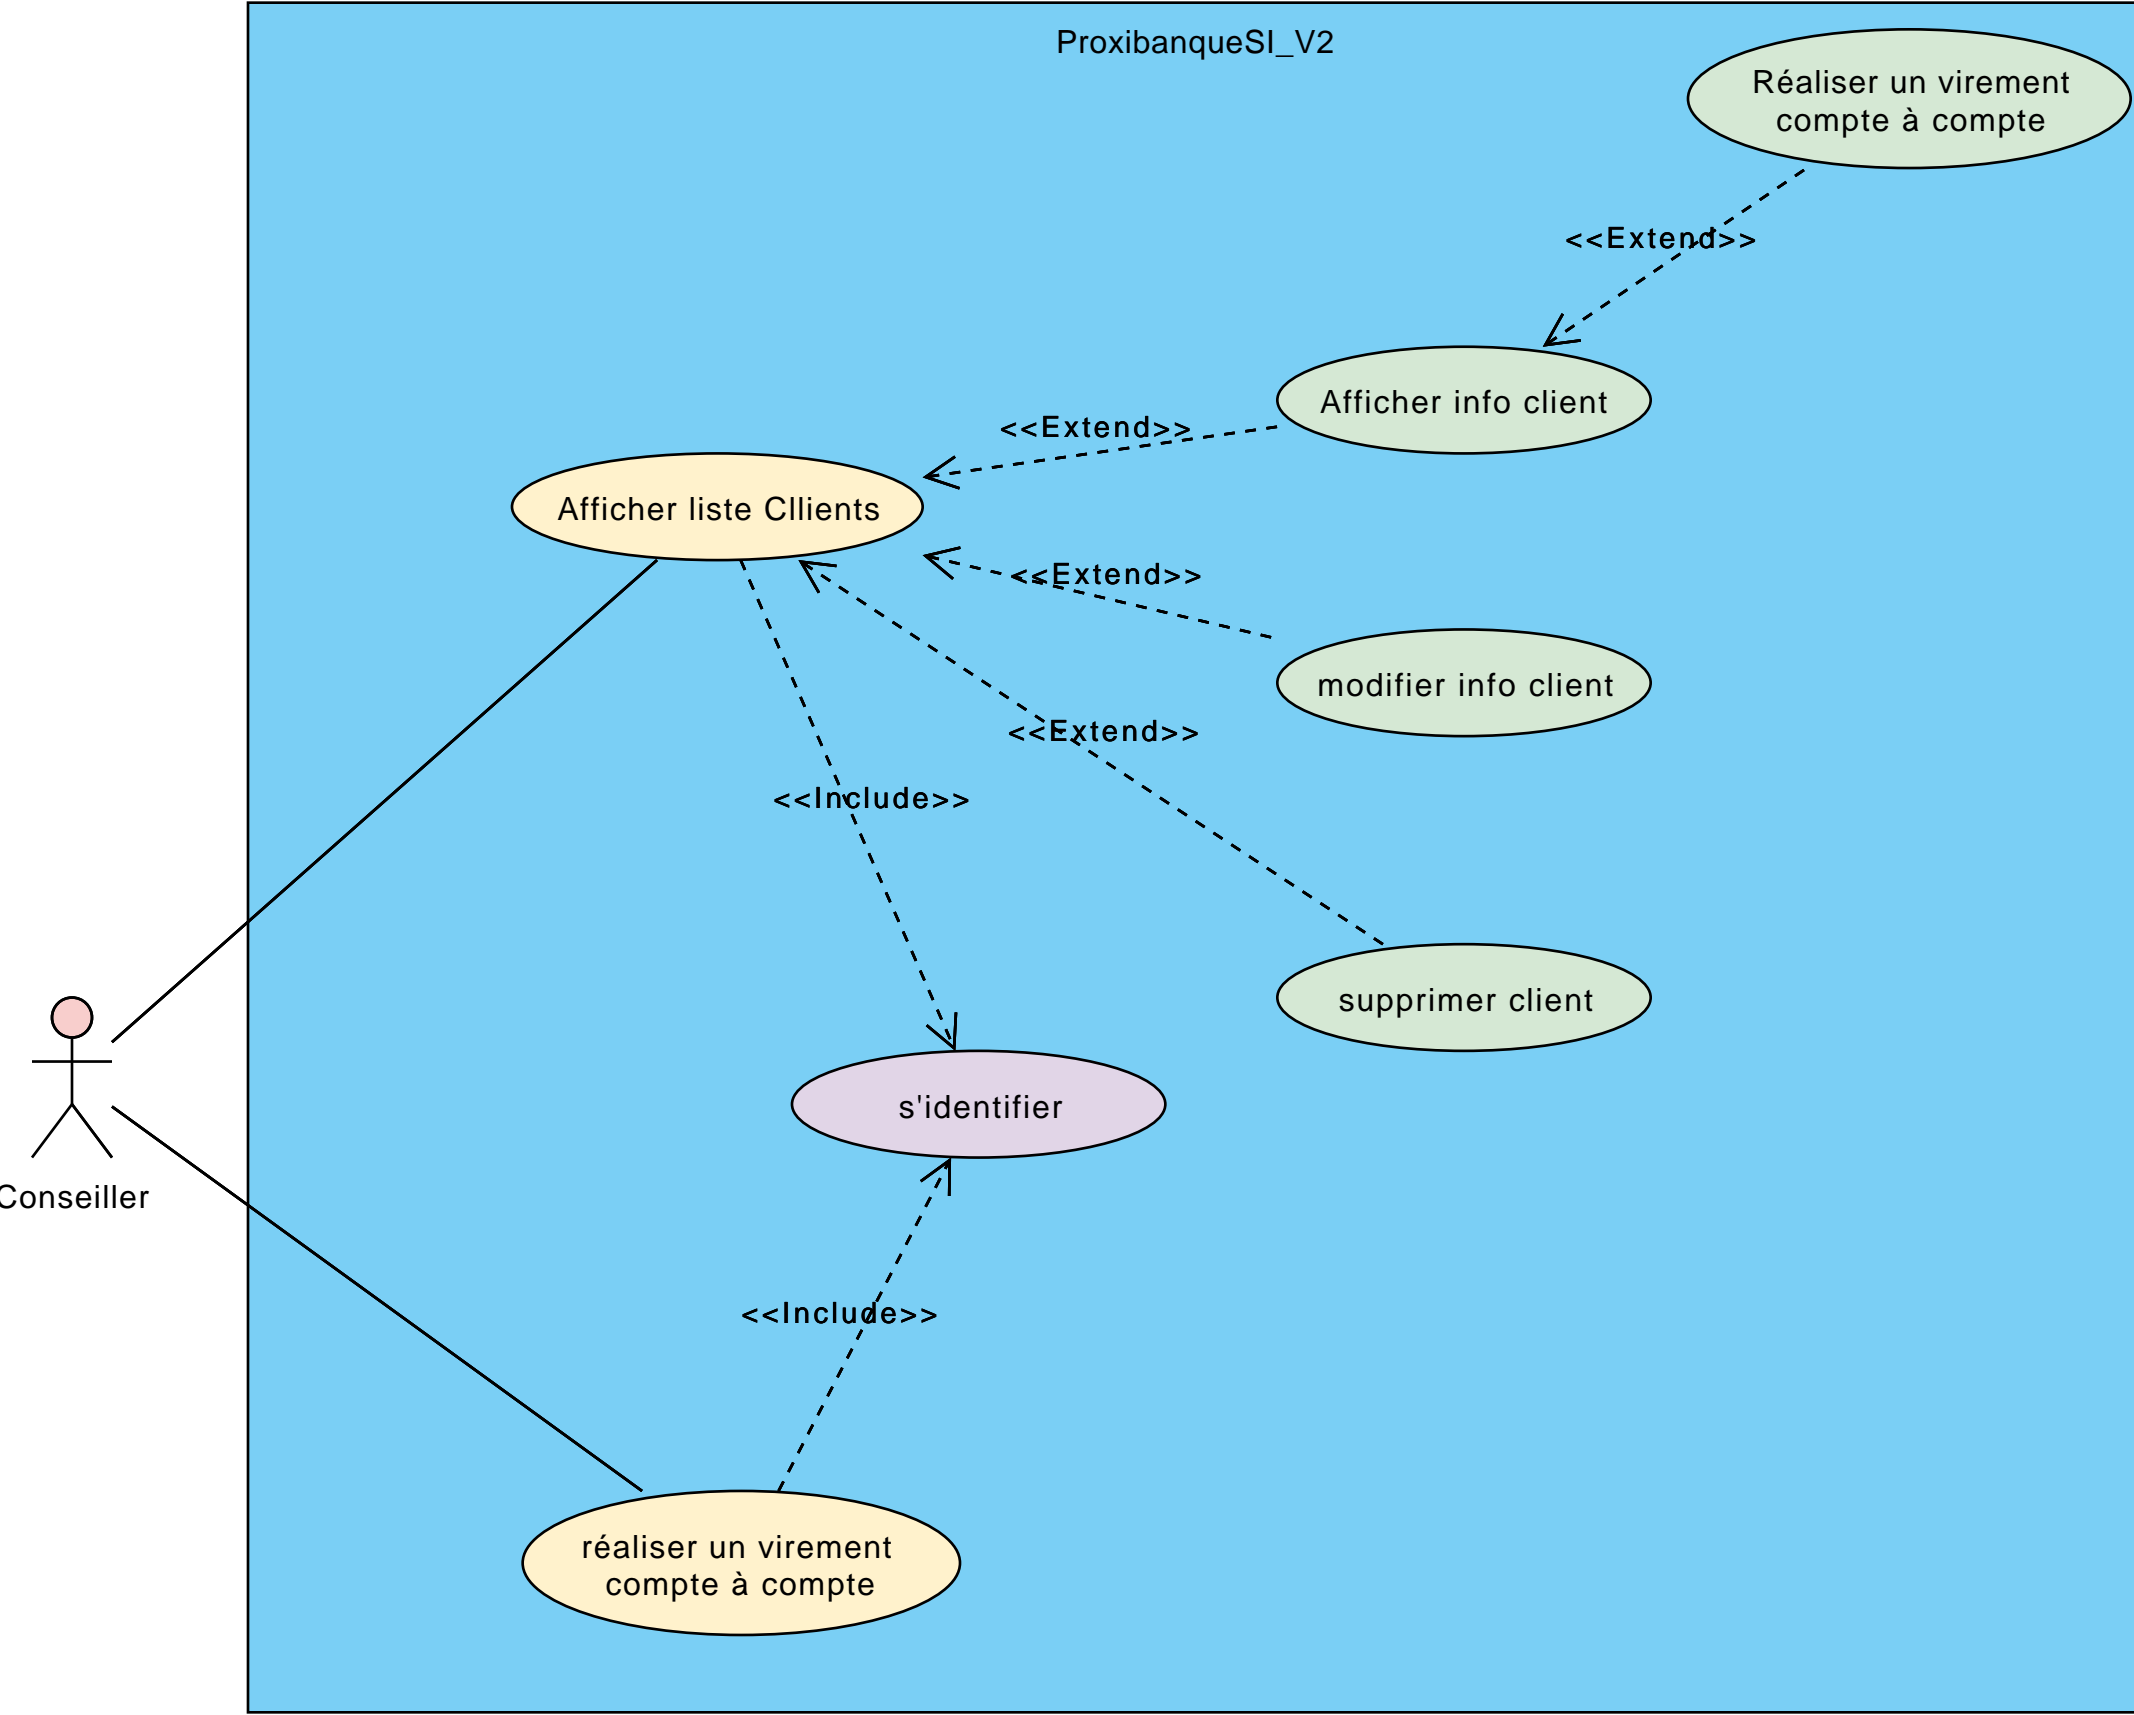 ProxibanqueSI_V2
Réaliser un virement
compte à compte
<<Extend>>
Afficher info client
<<Extend>>
Afficher liste Cllients
<<Extend>>
modifier info client
<<Extend>>
<<Include>>
supprimer client
s'identifier
Conseiller
<<Include>>
réaliser un virement
compte à compte